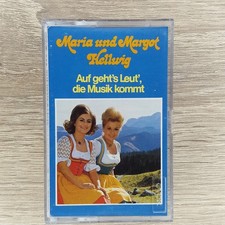 Maria und Margot
Hellwig
Auf geht's Leut',
die Musik kommt